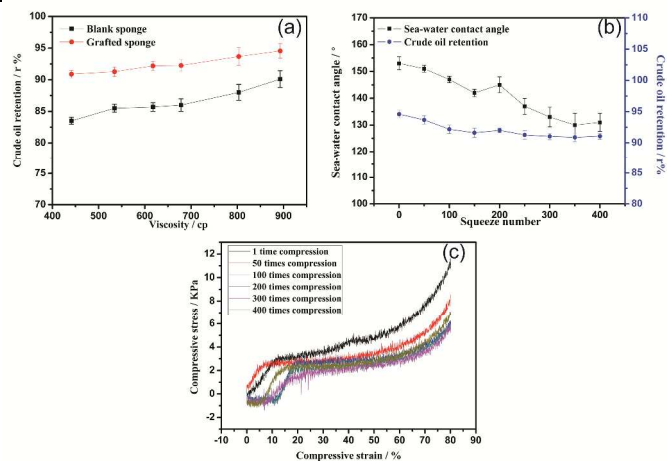 (a)
Blank sponge
Grafted sponge
Crude oil retention / r %
100
95
90
85
80
75
70
400 500 600 700 800 900
Viscosity / cp
(b)
Sea-water contact angle
Crude oil retention
Sea-water contact angle / °
170
160
150
140
130
120
110
100
0 100 200 300 400
Squeeze number
110
105
100
95
90
85
80
Crude oil retention / r%
(c)
1 time compression
50 times compression
100 times compression
200 times compression
300 times compression
400 times compression
Compressive stress / KPa
12
10
8
6
4
2
0
-2
-10 0 10 20 30 40 50 60 70 80 90
Compressive strain / %